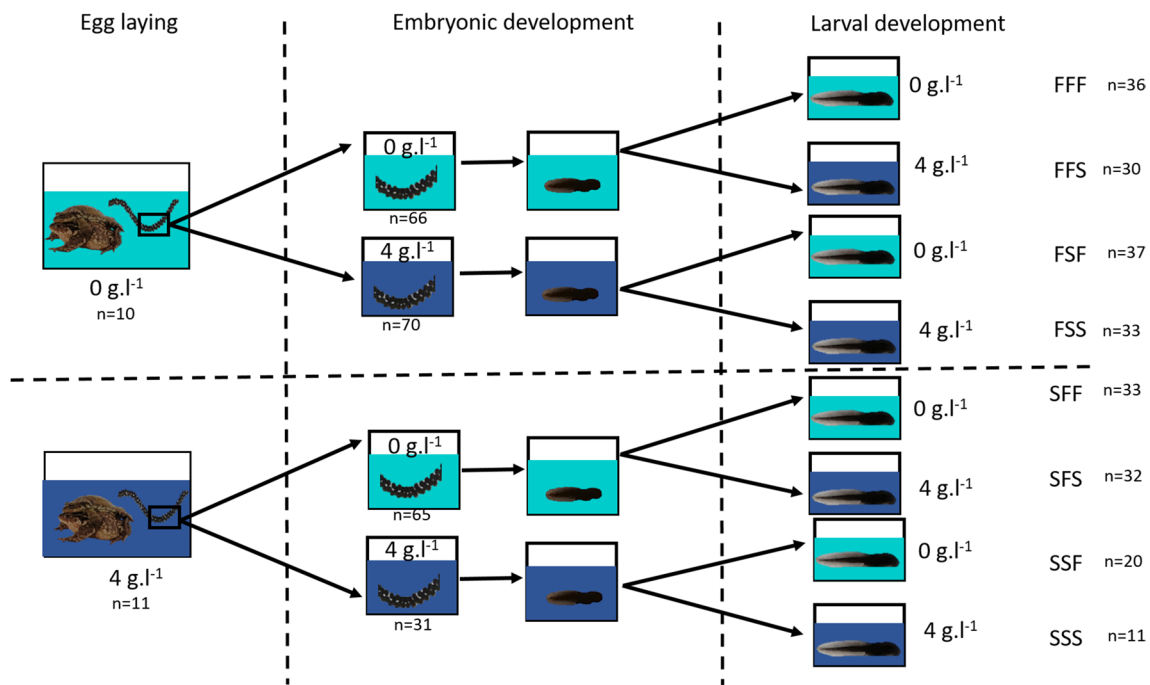 Egg laying
Embryonic development
Larval development
0 g.l⁻¹
n=10
0 g.l⁻¹
n=66
4 g.l⁻¹
n=70
0 g.l⁻¹ FFF n=36
4 g.l⁻¹ FFS n=30
0 g.l⁻¹ FSF n=37
4 g.l⁻¹ FSS n=33
4 g.l⁻¹
n=11
0 g.l⁻¹
n=65
4 g.l⁻¹
n=31
0 g.l⁻¹ SFF n=33
4 g.l⁻¹ SFS n=32
0 g.l⁻¹ SSF n=20
4 g.l⁻¹ SSS n=11